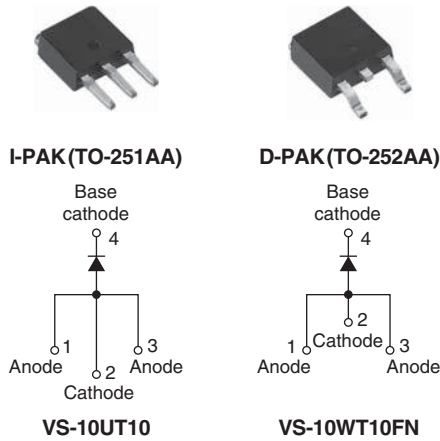 I-PAK (TO-251AA)
D-PAK (TO-252AA)
Base
cathode
4
1
Anode
2
Cathode
3
Anode
VS-10UT10
Base
cathode
4
1
Anode
2
Cathode
3
Anode
VS-10WT10FN